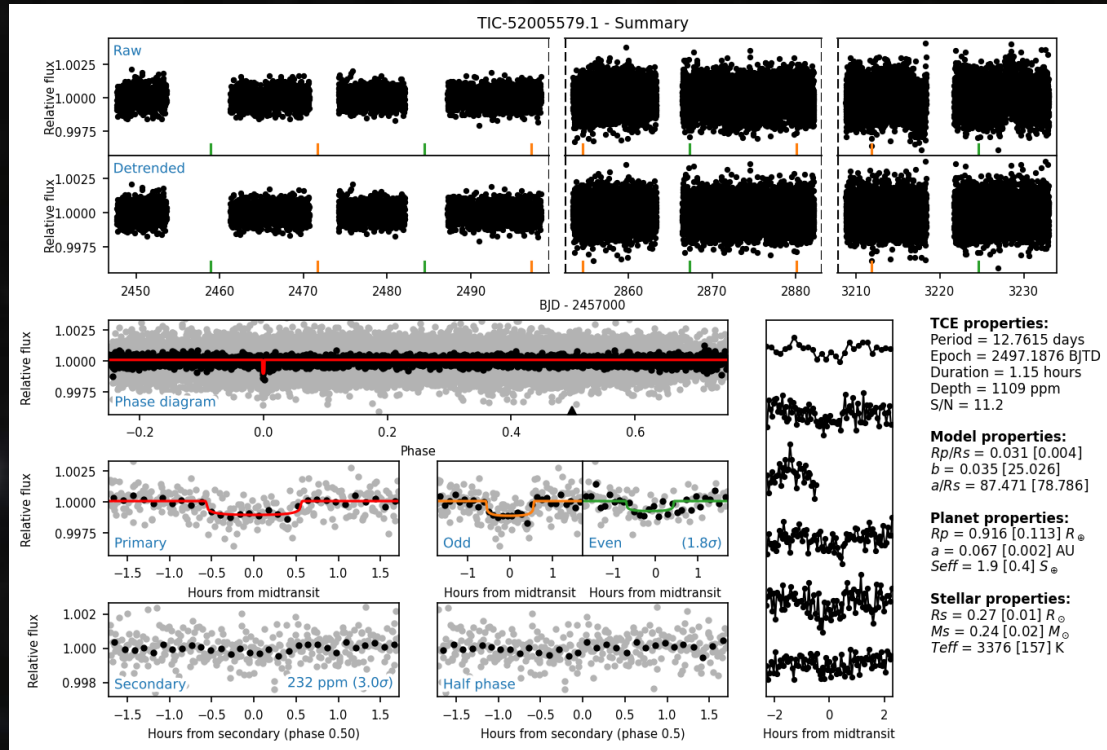 TIC-52005579.1 - Summary
Raw
Relative flux
1.0025
1.0000
0.9975
Detrended
Relative flux
1.0025
1.0000
0.9975
2450 2460 2470 2480 2490 2860 2870 2880 3210 3220 3230
BJD - 2457000
Relative flux
1.0025
1.0000
0.9975
Phase diagram
−0.2 0.0 0.2 0.4 0.6
Phase
Relative flux
1.0025
1.0000
0.9975
Primary
Odd
Even (1.8σ)
−1.5 −1.0 −0.5 0.0 0.5 1.0 1.5
−1 0 1 −1 0 1
Hours from midtransit Hours from midtransit Hours from midtransit
Relative flux
1.002
1.000
0.998
Secondary 232 ppm (3.0σ)
Half phase
−1.5 −1.0 −0.5 0.0 0.5 1.0 1.5
−1.5 −1.0 −0.5 0.0 0.5 1.0 1.5
−2 0 2
Hours from secondary (phase 0.50) Hours from secondary (phase 0.5) Hours from midtransit
TCE properties:
Period = 12.7615 days
Epoch = 2497.1876 BJTD
Duration = 1.15 hours
Depth = 1109 ppm
S/N = 11.2
Model properties:
Rp/Rs = 0.031 [0.004]
b = 0.035 [25.026]
a/Rs = 87.471 [78.786]
Planet properties:
Rp = 0.916 [0.113] R⊕
a = 0.067 [0.002] AU
Seff = 1.9 [0.4] S⊕
Stellar properties:
Rs = 0.27 [0.01] R⊙
Ms = 0.24 [0.02] M⊙
Teff = 3376 [157] K